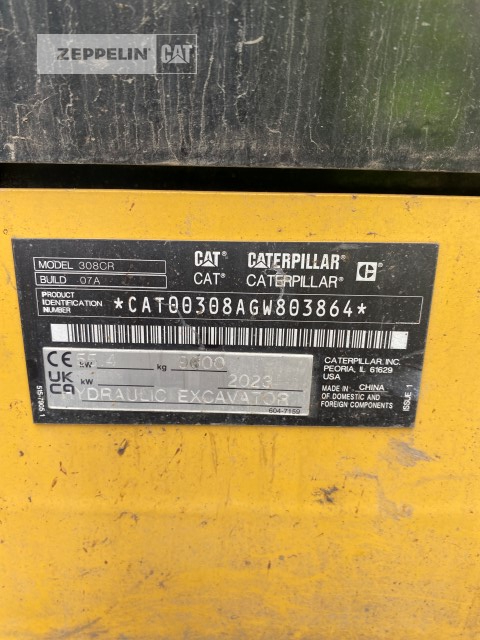 ZEPPELIN CAT
MODEL 308CR
BUILD 07A
CAT® CATERPILLAR® C
CAT® CATERPILLAR®
PRODUCT IDENTIFICATION NUMBER
*CAT00308AGW803864*
CE
kW kg
UK CA
kW 2023
YDRAULIC EXCAVATOR
604-7159
CATERPILLAR, INC.
PEORIA, IL 61629
USA
MADE IN CHINA
OF DOMESTIC AND
FOREIGN COMPONENTS
ISSUE 1